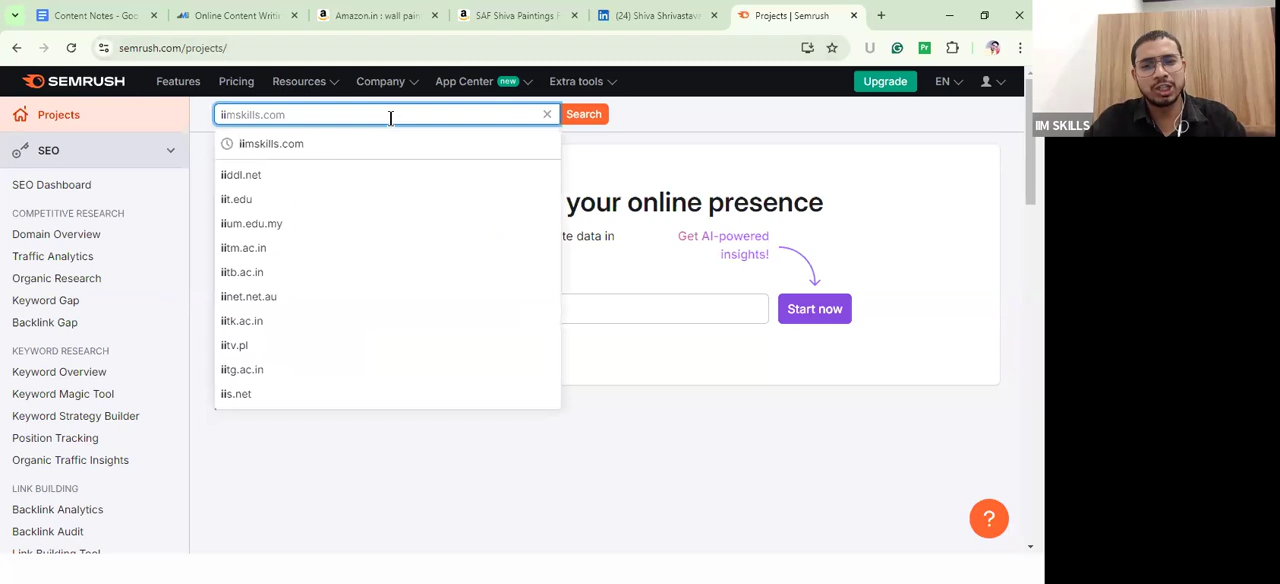 Content Notes - Goo
Online Content Writi
Amazon.in : wall pain
SAF Shiva Paintings F
(24) Shiva Shrivastava
Projects | Semrush
semrush.com/projects/
SEMRUSH
Features
Pricing
Resources
Company
App Center new
Extra tools
Upgrade
EN
Projects
iimskills.com
Search
SEO
iimskills.com
iiddl.net
iit.edu
iium.edu.my
iitm.ac.in
iitb.ac.in
iinet.net.au
iitk.ac.in
iitv.pl
iitg.ac.in
iis.net
SEO Dashboard
COMPETITIVE RESEARCH
Domain Overview
Traffic Analytics
Organic Research
Keyword Gap
Backlink Gap
KEYWORD RESEARCH
Keyword Overview
Keyword Magic Tool
Keyword Strategy Builder
Position Tracking
Organic Traffic Insights
LINK BUILDING
Backlink Analytics
Backlink Audit
Link Building Tool
your online presence
te data in
Get AI-powered
insights!
Start now
?
IIM SKILLS